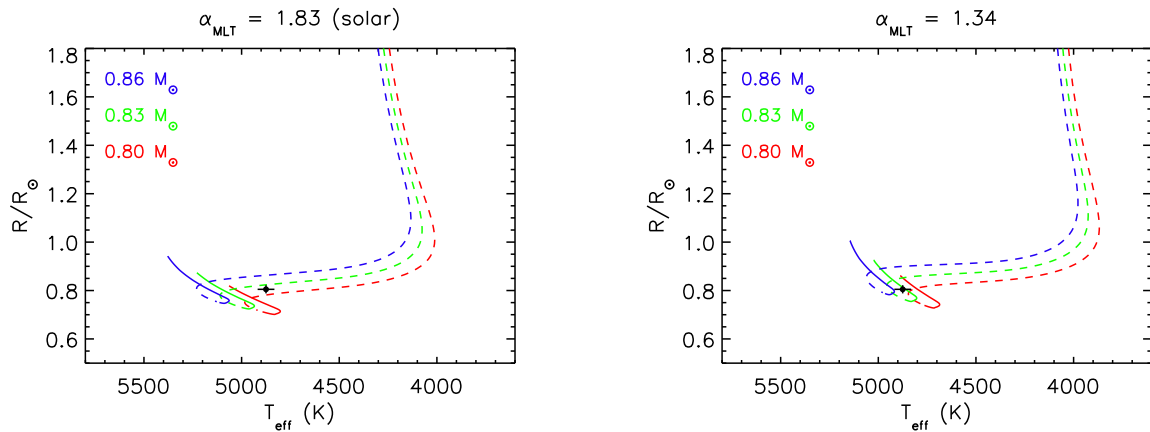 α_MLT = 1.83 (solar)
1.8
1.6
1.4
1.2
1.0
0.8
0.6
R/R☉
0.86 M☉
0.83 M☉
0.80 M☉
5500 5000 4500 4000
T_eff (K)
α_MLT = 1.34
1.8
1.6
1.4
1.2
1.0
0.8
0.6
R/R☉
0.86 M☉
0.83 M☉
0.80 M☉
5500 5000 4500 4000
T_eff (K)